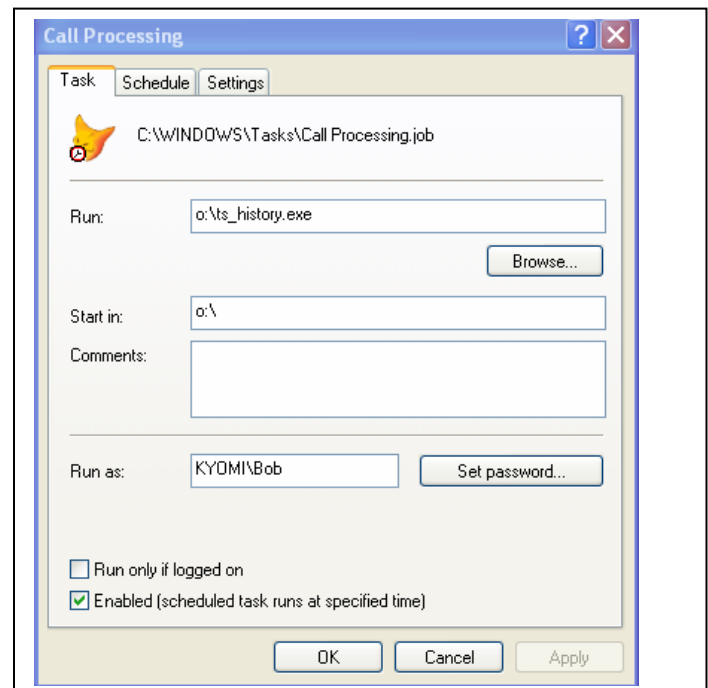 Call Processing
Task Schedule Settings
C:\WINDOWS\Tasks\Call Processing.job
Run: o:\ts_history.exe
Browse...
Start in: o:\
Comments:
Run as: KYOMI\Bob Set password...
Run only if logged on
Enabled (scheduled task runs at specified time)
OK Cancel Apply